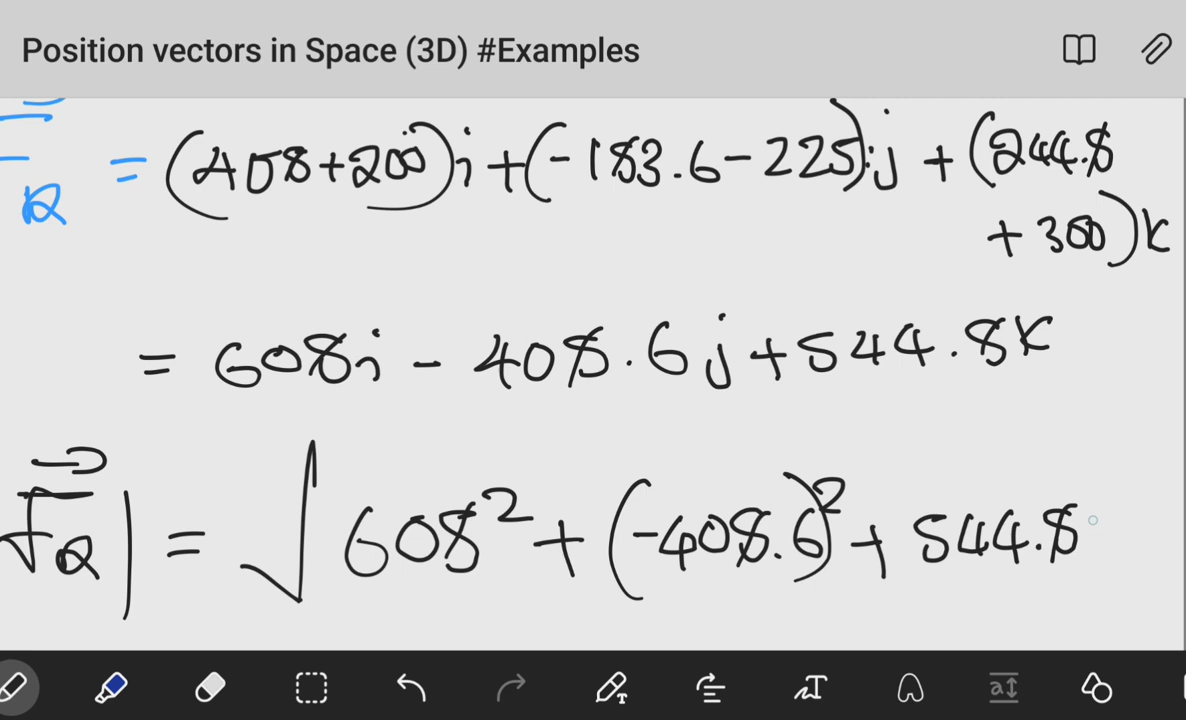 Position vectors in Space (3D) #Examples
Q = (408+200)i + (-183.6-225)j + (244.8
+ 300)k
= 608i - 408.6j + 544.8k
FQ| = √608² + (-408.6)² + 544.8